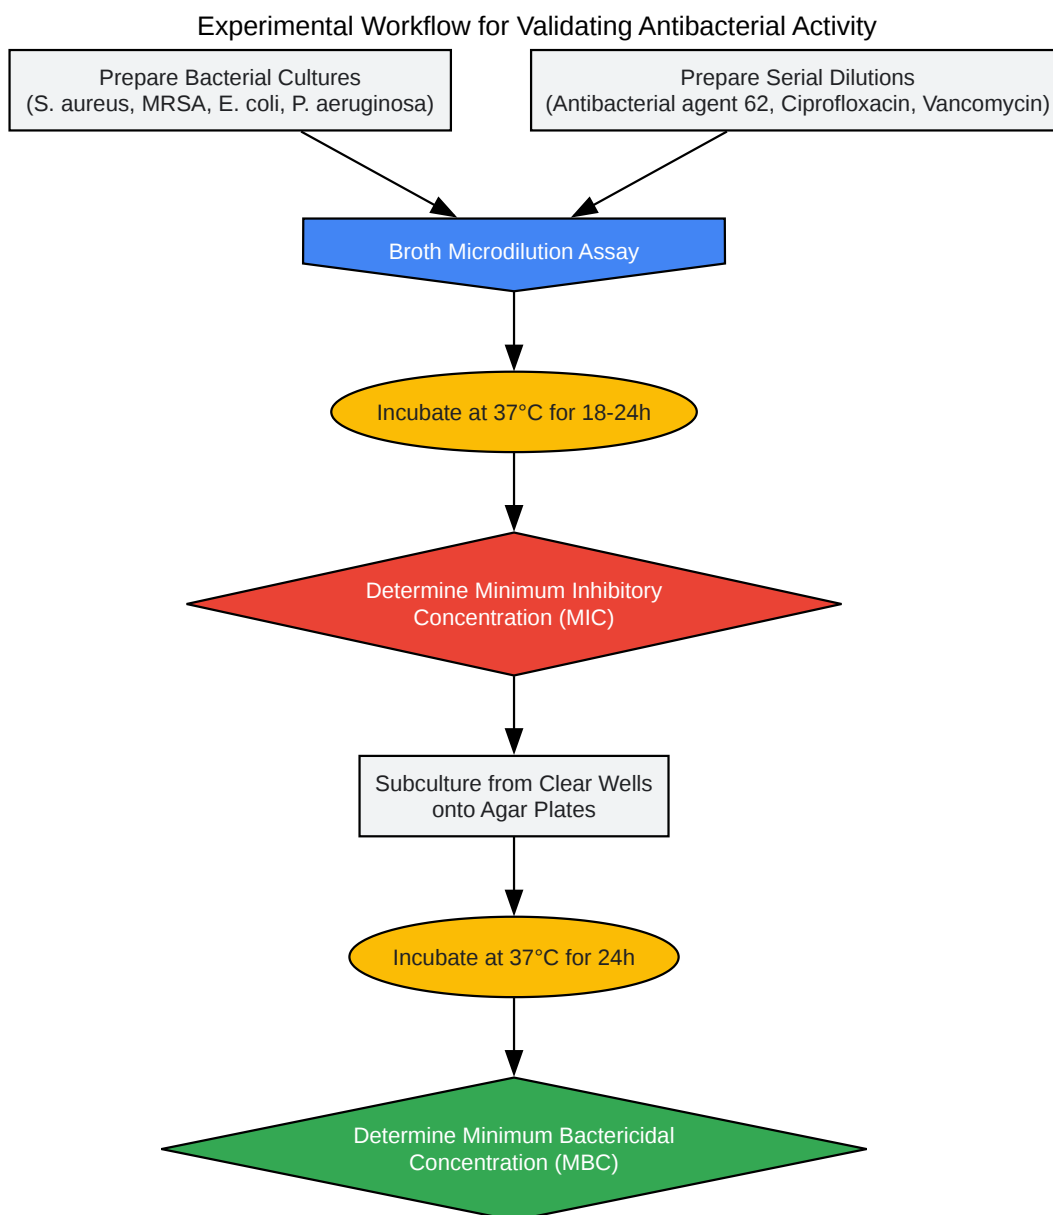 Experimental Workflow for Validating Antibacterial Activity
Prepare Bacterial Cultures
(S. aureus, MRSA, E. coli, P. aeruginosa)
Prepare Serial Dilutions
(Antibacterial agent 62, Ciprofloxacin, Vancomycin)
Broth Microdilution Assay
Incubate at 37°C for 18-24h
Determine Minimum Inhibitory
Concentration (MIC)
Subculture from Clear Wells
onto Agar Plates
Incubate at 37°C for 24h
Determine Minimum Bactericidal
Concentration (MBC)